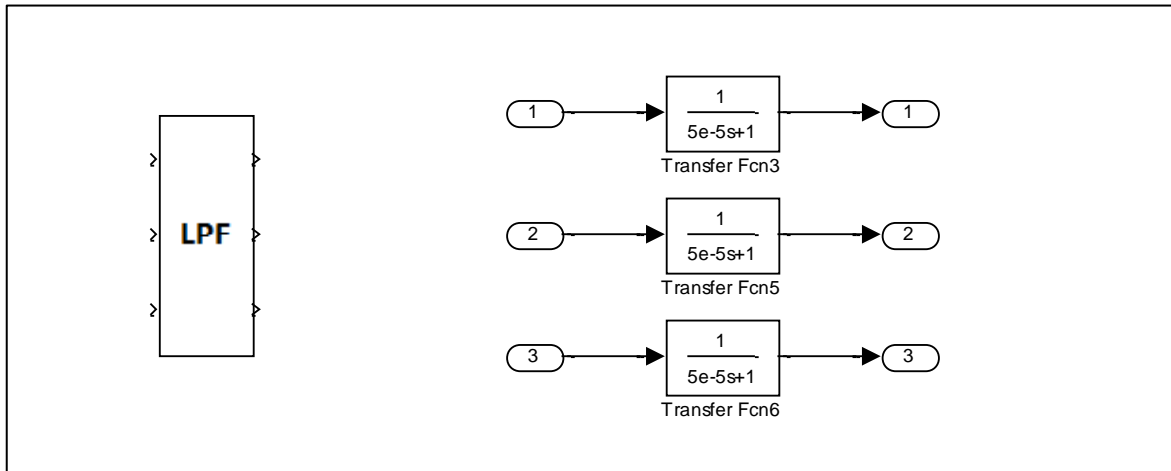 LPF
1
1
5e-5s+1
1
Transfer Fcn3
2
1
5e-5s+1
2
Transfer Fcn5
3
1
5e-5s+1
3
Transfer Fcn6